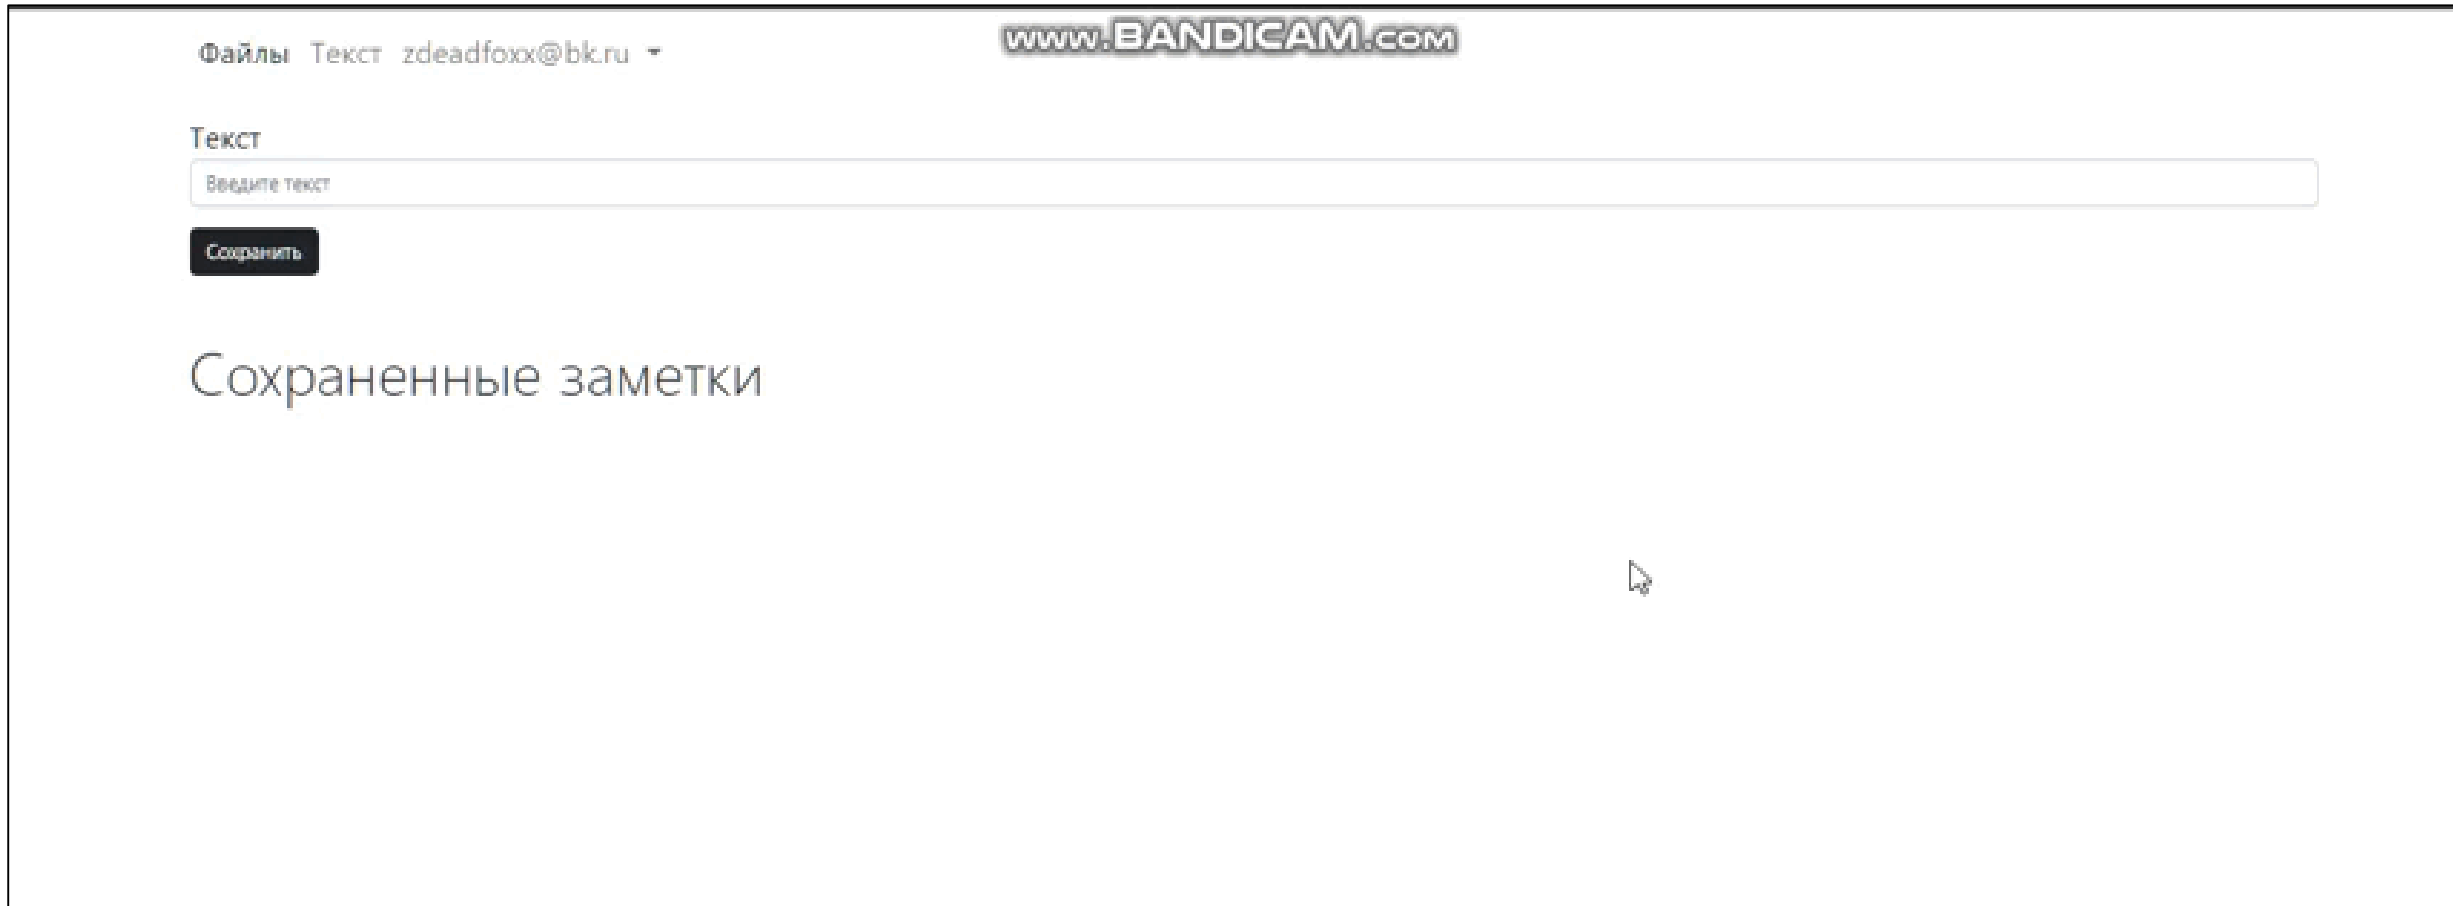 www.BANDICAM.com
Файлы Текст zdeadfoxx@bk.ru
Текст
Введите текст
Сохранить
Сохраненные заметки